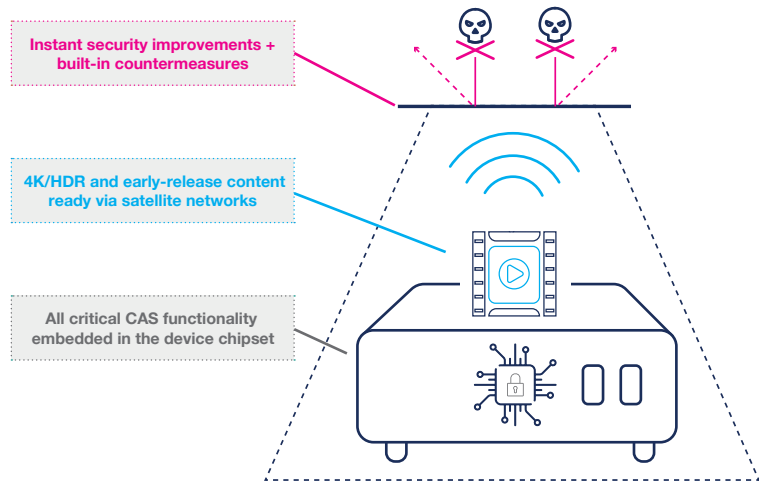 Instant security improvements +
built-in countermeasures
4K/HDR and early-release content
ready via satellite networks
All critical CAS functionality
embedded in the device chipset